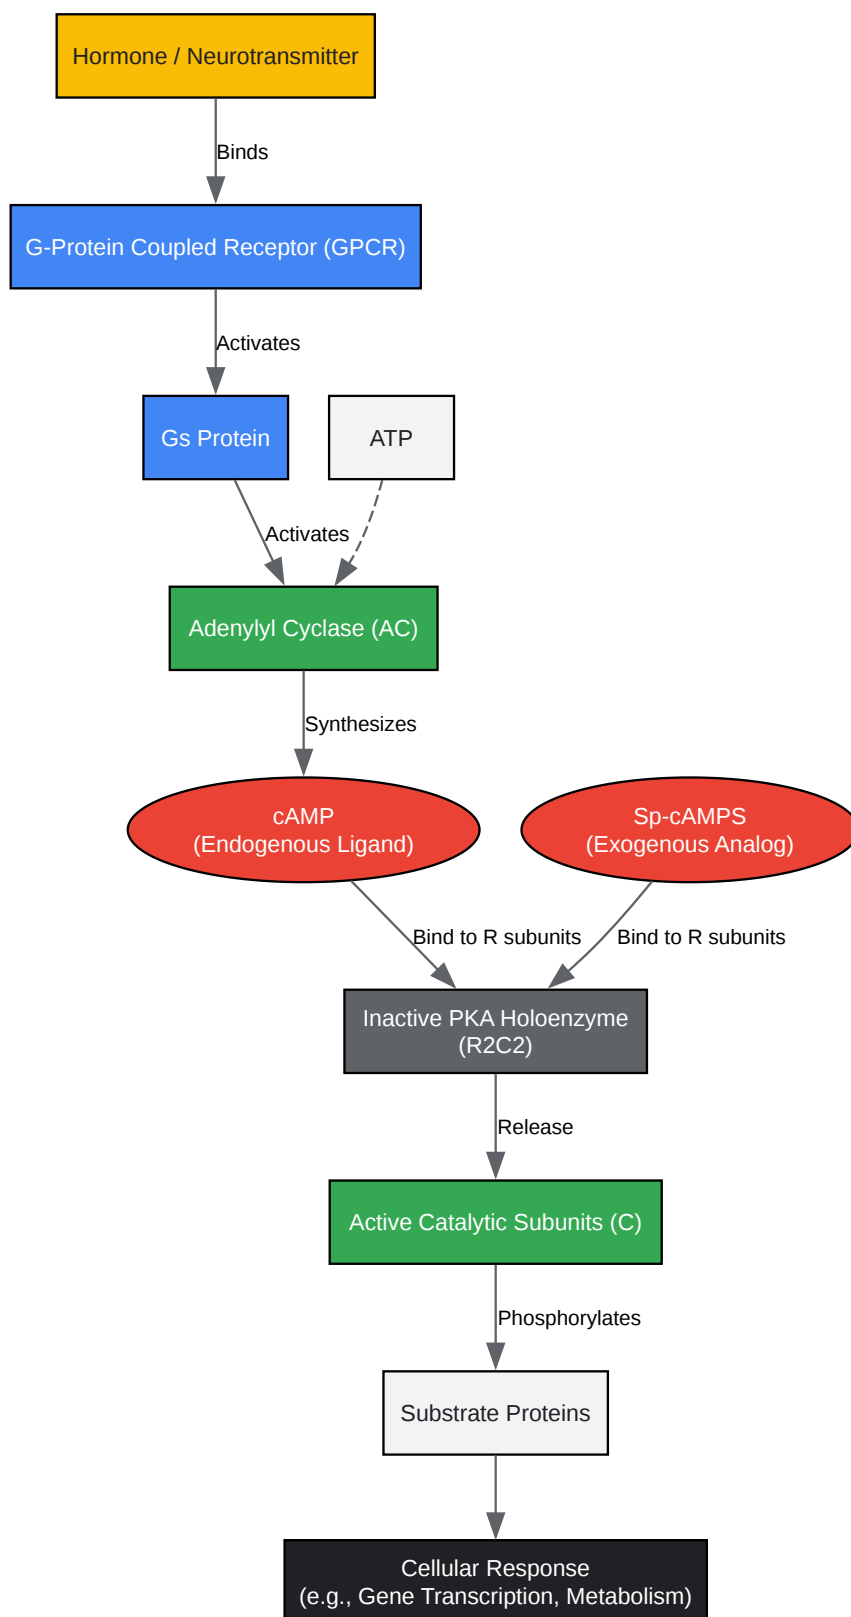 Hormone / Neurotransmitter
Binds
G-Protein Coupled Receptor (GPCR)
Activates
Gs Protein
ATP
Activates
Adenylyl Cyclase (AC)
Synthesizes
cAMP
(Endogenous Ligand)
Sp-cAMPS
(Exogenous Analog)
Bind to R subunits
Bind to R subunits
Inactive PKA Holoenzyme
(R2C2)
Release
Active Catalytic Subunits (C)
Phosphorylates
Substrate Proteins
Cellular Response
(e.g., Gene Transcription, Metabolism)